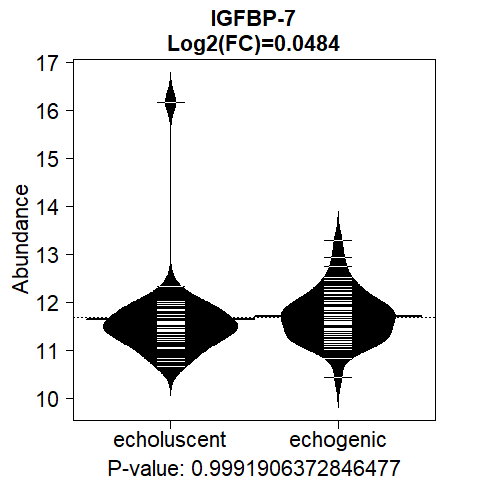 IGFBP-7
Log2(FC)=0.0484
17
16
15
14
13
12
11
10
Abundance
echoluscent echogenic
P-value: 0.9991906372846477